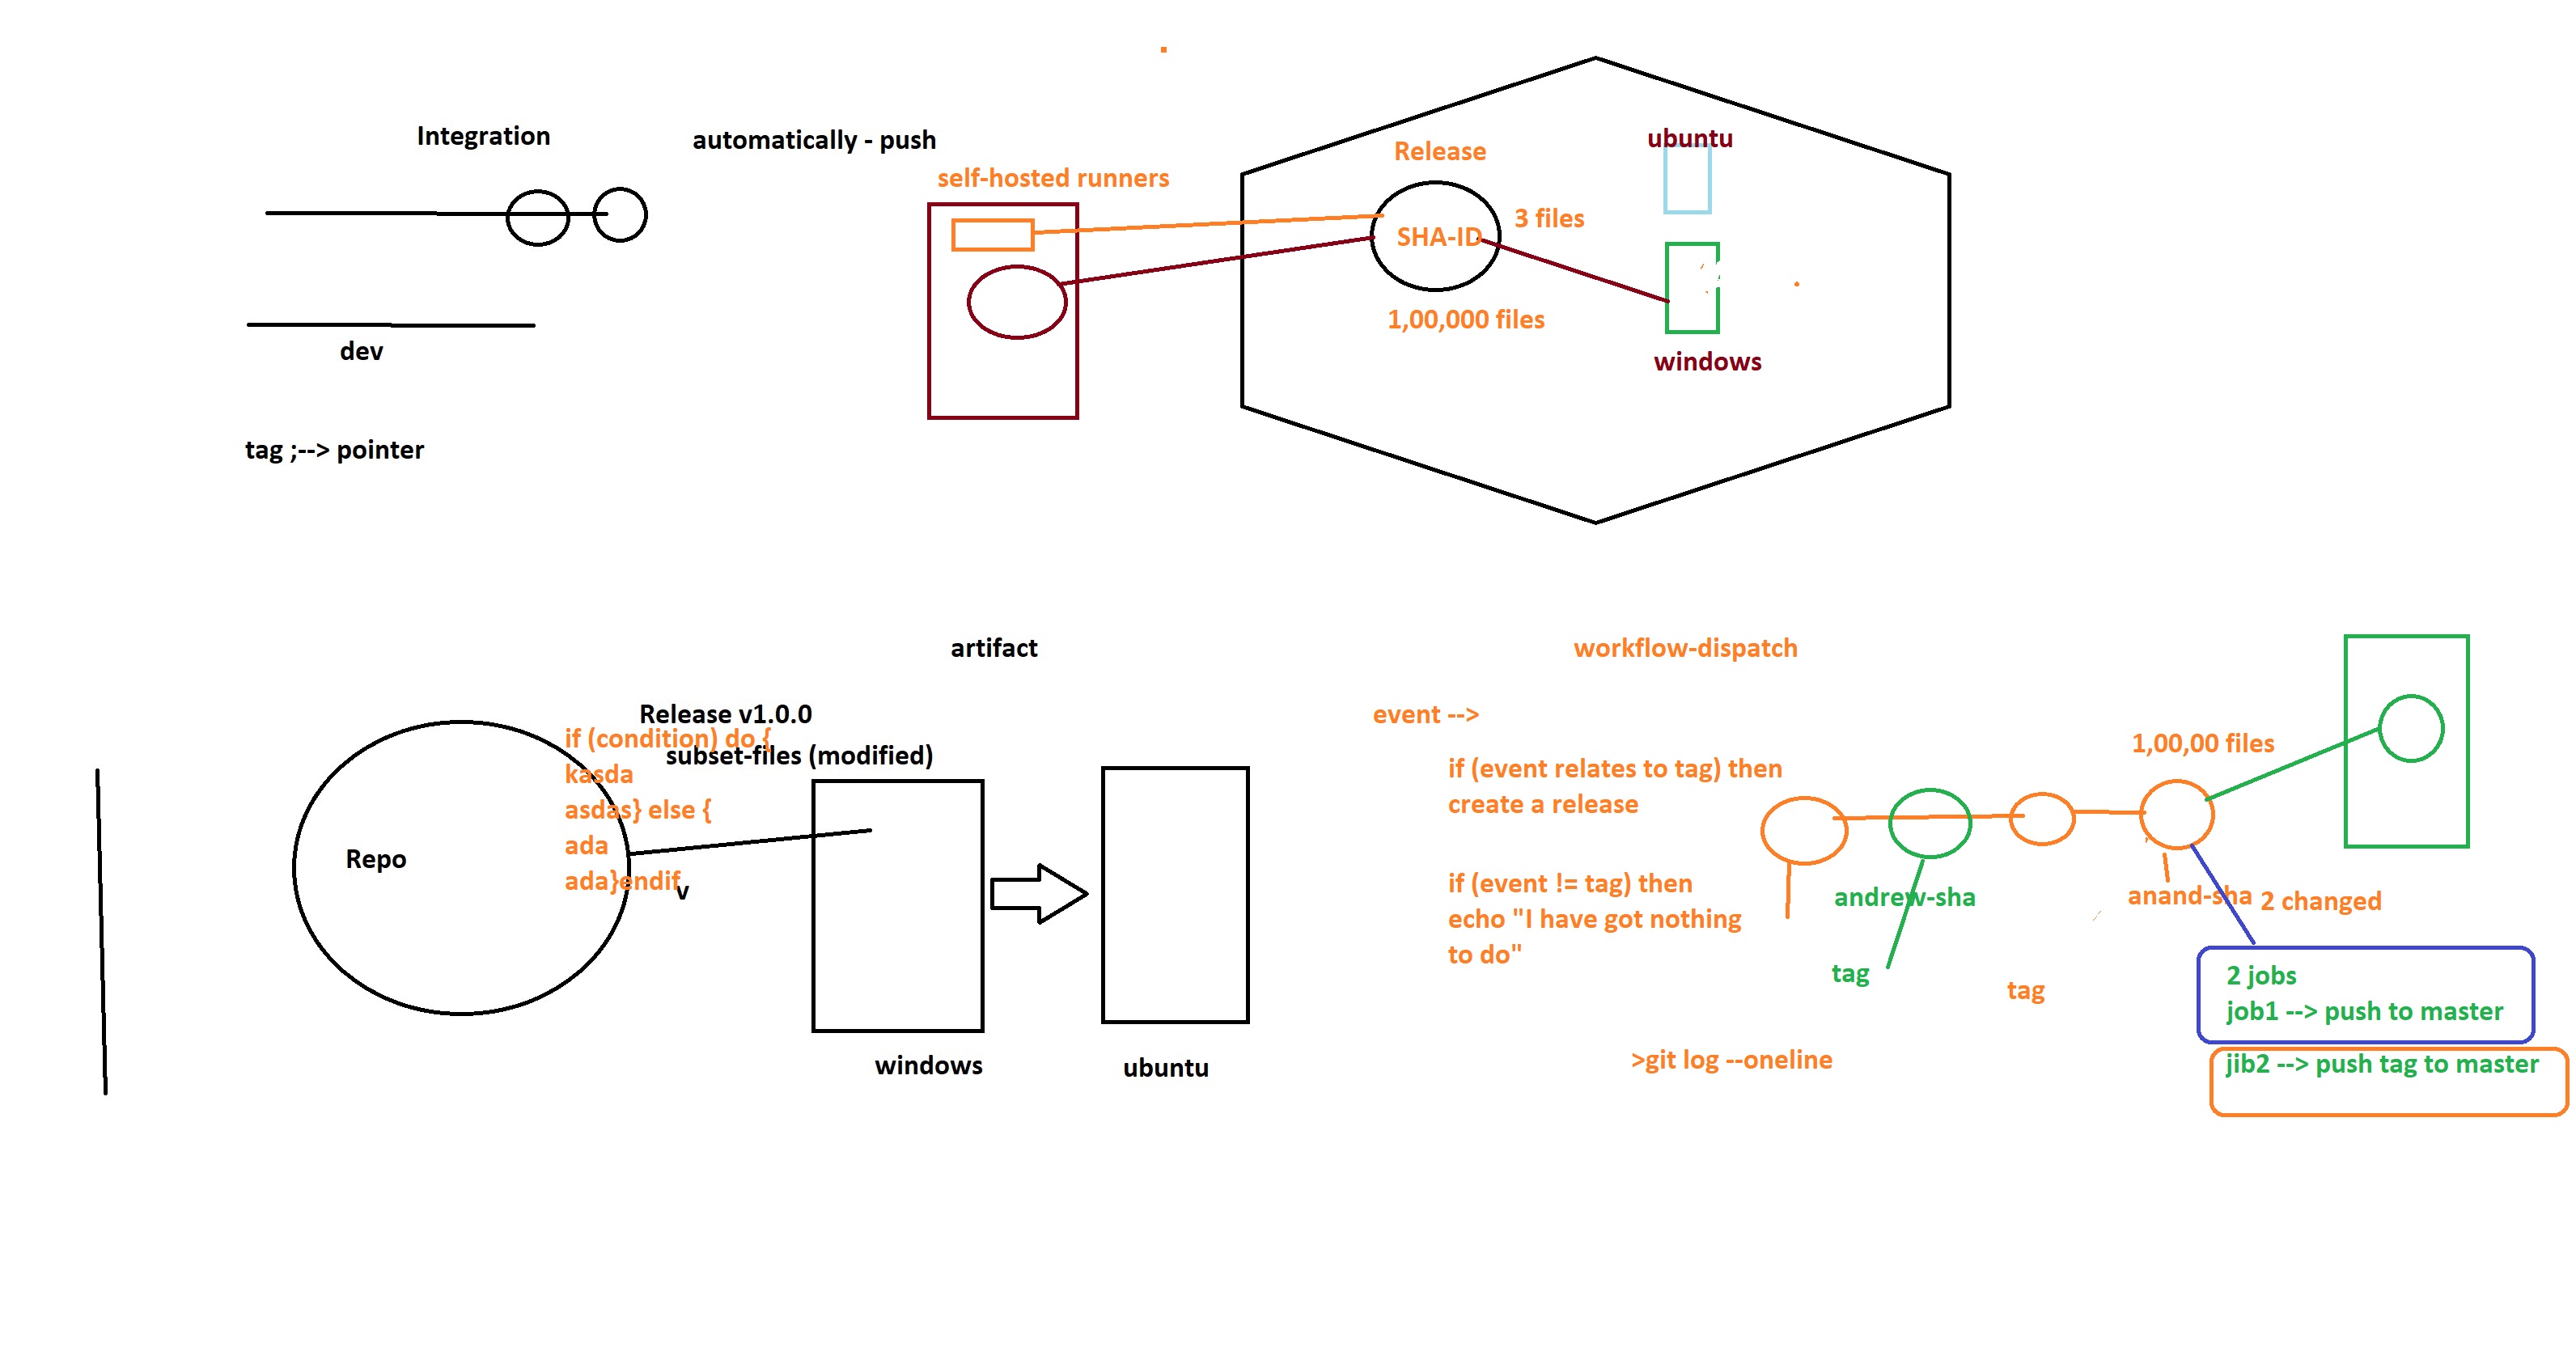 Integration
automatically - push
self-hosted runners
Release
ubuntu
SHA-ID
3 files
1,00,000 files
windows
dev
tag ;--> pointer
artifact
workflow-dispatch
Release v1.0.0
subset-files (modified)
if (condition) do {
kasda
asdas} else {
ada
ada}endif
v
Repo
windows
ubuntu
event -->
if (event relates to tag) then
create a release
if (event != tag) then
echo "I have got nothing
to do"
1,00,00 files
andrew-sha
anand-sha
2 changed
tag
tag
2 jobs
job1 --> push to master
jib2 --> push tag to master
>git log --oneline